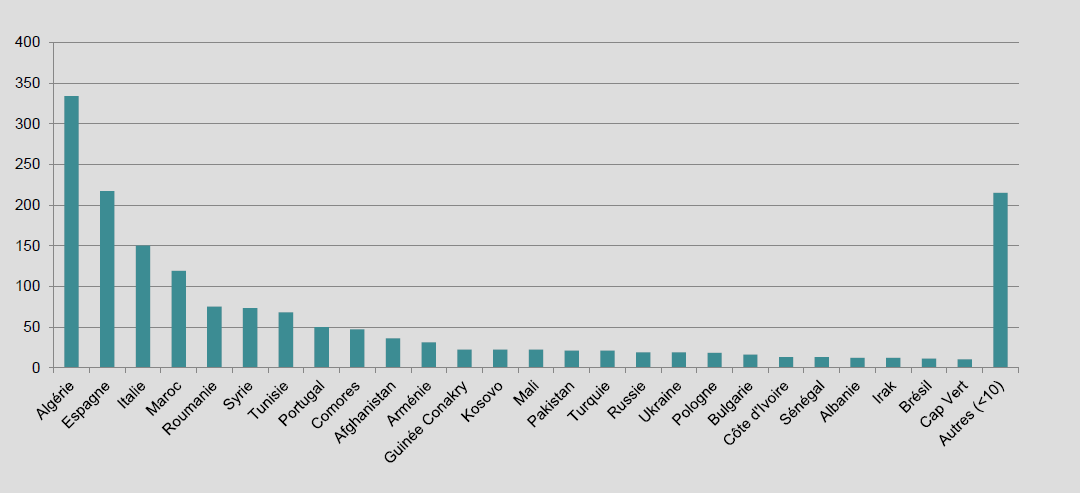 400
350
300
250
200
150
100
50
0
Algérie
Espagne
Italie
Maroc
Roumanie
Syrie
Tunisie
Portugal
Comores
Afghanistan
Arménie
Guinée Conakry
Kosovo
Mali
Pakistan
Turquie
Russie
Ukraine
Pologne
Bulgarie
Côte d'Ivoire
Sénégal
Albanie
Irak
Brésil
Cap Vert
Autres (<10)